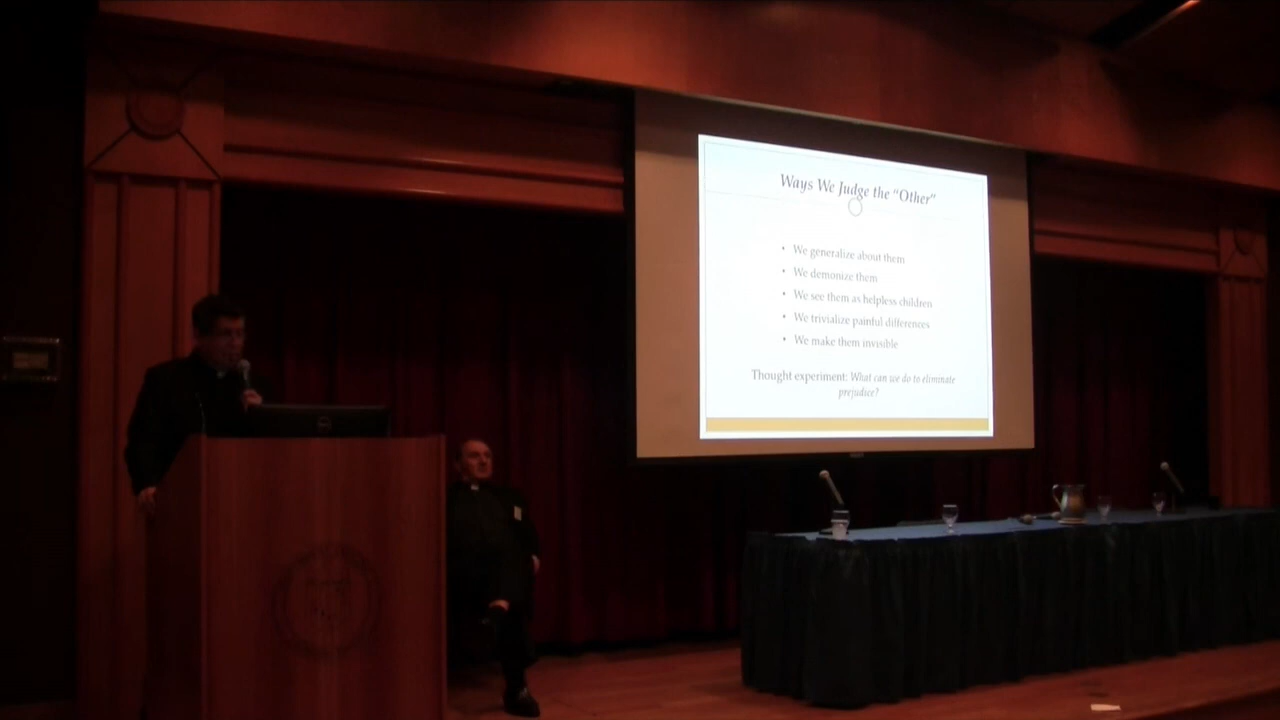 Ways We Judge the "Other"
• We generalize about them
• We demonize them
• We see them as helpless children
• We trivialize painful differences
• We make them invisible
Thought experiment: What can we do to eliminate
prejudice?